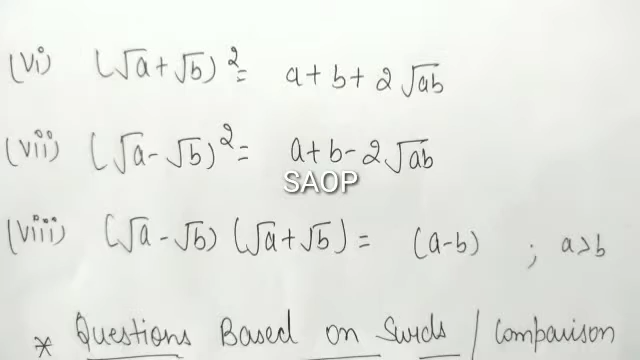 (vi) (√a + √b)² = a + b + 2√ab
(vii) (√a - √b)² = a + b - 2√ab
SAOP
(viii) (√a - √b) (√a + √b) = (a-b) ; a>b
* Questions Based on Surds / Comparison